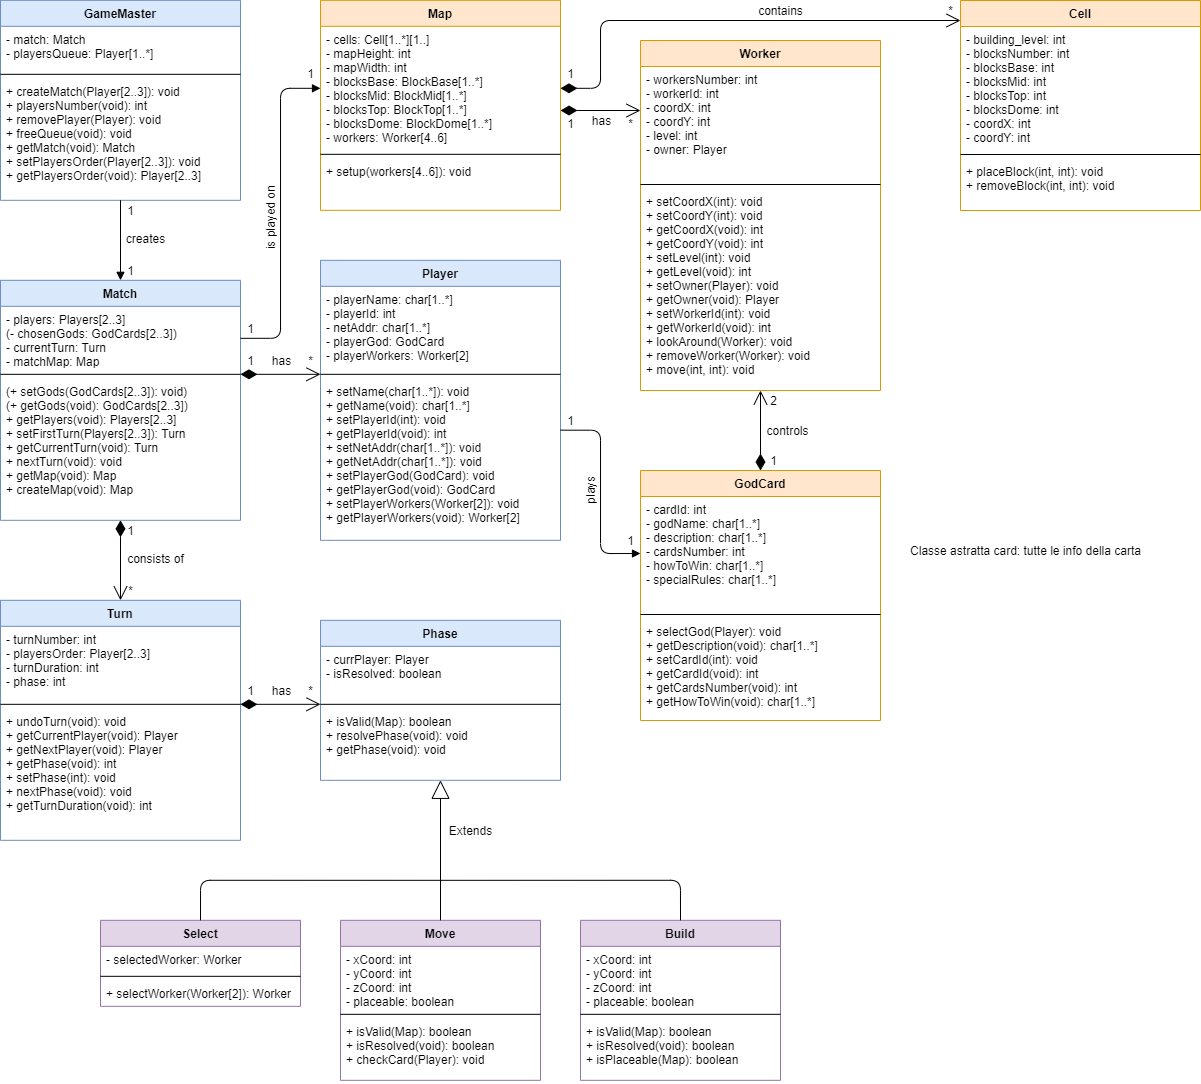 GameMaster
- match: Match
- playersQueue: Player[1..*]
+ createMatch(Player[2..3]): void
+ playersNumber(void): int
+ removePlayer(Player): void
+ freeQueue(void): void
+ getMatch(void): Match
+ setPlayersOrder(Player[2..3]): void
+ getPlayersOrder(void): Player[2..3]
1
creates
1
Map
- cells: Cell[1..*][1..]
- mapHeight: int
- mapWidth: int
- blocksBase: BlockBase[1..*]
- blocksMid: BlockMid[1..*]
- blocksTop: BlockTop[1..*]
- blocksDome: BlockDome[1..*]
- workers: Worker[4..6]
+ setup(workers[4..6]): void
1
contains
*
1
has
*
Cell
- building_level: int
- blocksNumber: int
- blocksBase: int
- blocksMid: int
- blocksTop: int
- blocksDome: int
- coordX: int
- coordY: int
+ placeBlock(int, int): void
+ removeBlock(int, int): void
Worker
- workersNumber: int
- workerId: int
- coordX: int
- coordY: int
- level: int
- owner: Player
+ setCoordX(int): void
+ setCoordY(int): void
+ getCoordX(void): int
+ getCoordY(void): int
+ setLevel(int): void
+ getLevel(void): int
+ setOwner(Player): void
+ getOwner(void): Player
+ setWorkerId(int): void
+ getWorkerId(void): int
+ lookAround(Worker): void
+ removeWorker(Worker): void
+ move(int, int): void
Match
- players: Players[2..3]
(- chosenGods: GodCards[2..3])
- currentTurn: Turn
- matchMap: Map
(+ setGods(GodCards[2..3]): void)
(+ getGods(void): GodCards[2..3])
+ getPlayers(void): Players[2..3]
+ setFirstTurn(Players[2..3]): Turn
+ getCurrentTurn(void): Turn
+ nextTurn(void): void
+ getMap(void): Map
+ createMap(void): Map
1
is played on
1
1
has
*
Player
- playerName: char[1..*]
- playerId: int
- netAddr: char[1..*]
- playerGod: GodCard
- playerWorkers: Worker[2]
+ setName(char[1..*]): void
+ getName(void): char[1..*]
+ setPlayerId(int): void
+ getPlayerId(void): int
+ setNetAddr(char[1..*]): void
+ getNetAddr(char[1..*]): void
+ setPlayerGod(GodCard): void
+ getPlayerGod(void): GodCard
+ setPlayerWorkers(Worker[2]): void
+ getPlayerWorkers(void): Worker[2]
1
plays
1
2
controls
1
GodCard
- cardId: int
- godName: char[1..*]
- description: char[1..*]
- cardsNumber: int
- howToWin: char[1..*]
- specialRules: char[1..*]
+ selectGod(Player): void
+ getDescription(void): char[1..*]
+ setCardId(int): void
+ getCardId(void): int
+ getCardsNumber(void): int
+ getHowToWin(void): char[1..*]
Classe astratta card: tutte le info della carta
1
consists of
*
Turn
- turnNumber: int
- playersOrder: Player[2..3]
- turnDuration: int
- phase: int
+ undoTurn(void): void
+ getCurrentPlayer(void): Player
+ getNextPlayer(void): Player
+ getPhase(void): int
+ setPhase(int): void
+ nextPhase(void): void
+ getTurnDuration(void): int
1
has
*
Phase
- currPlayer: Player
- isResolved: boolean
+ isValid(Map): boolean
+ resolvePhase(void): void
+ getPhase(void): void
Extends
Select
- selectedWorker: Worker
+ selectWorker(Worker[2]): Worker
Move
- xCoord: int
- yCoord: int
- zCoord: int
- placeable: boolean
+ isValid(Map): boolean
+ isResolved(void): boolean
+ checkCard(Player): void
Build
- xCoord: int
- yCoord: int
- zCoord: int
- placeable: boolean
+ isValid(Map): boolean
+ isResolved(void): boolean
+ isPlaceable(Map): boolean